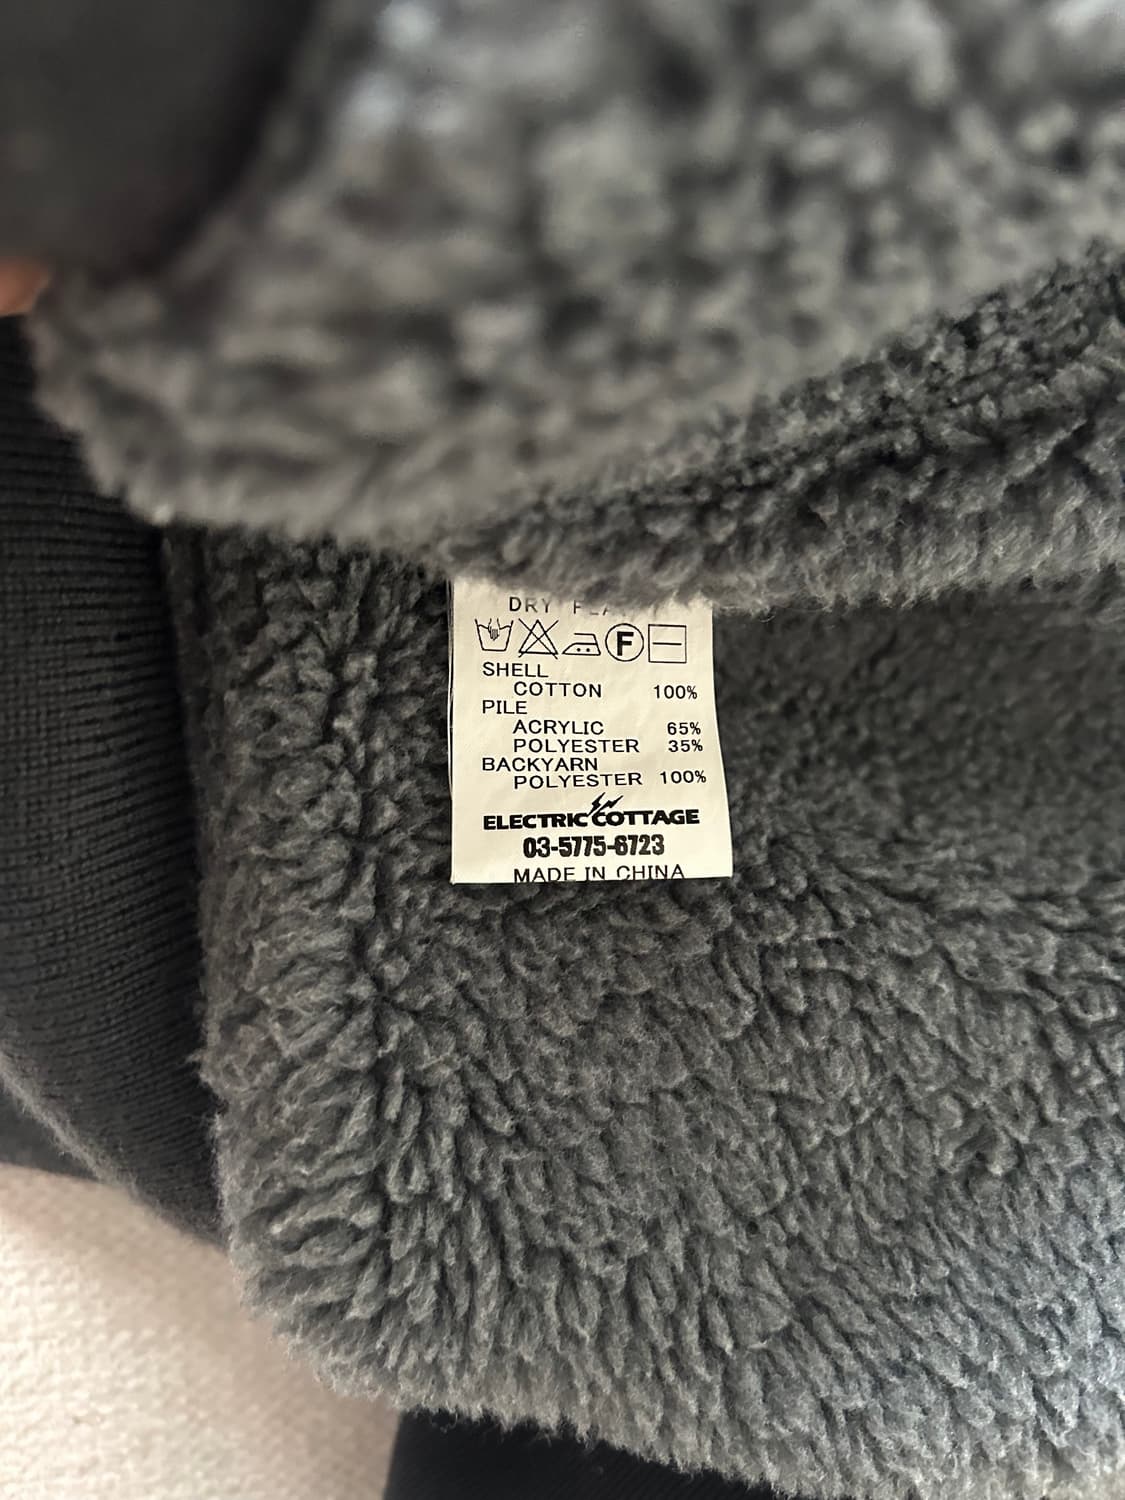 DRY FLATLY
F
SHELL
COTTON 100%
PILE
ACRYLIC 65%
POLYESTER 35%
BACKYARN
POLYESTER 100%
ELECTRIC COTTAGE
03-5775-6723
MADE IN CHINA